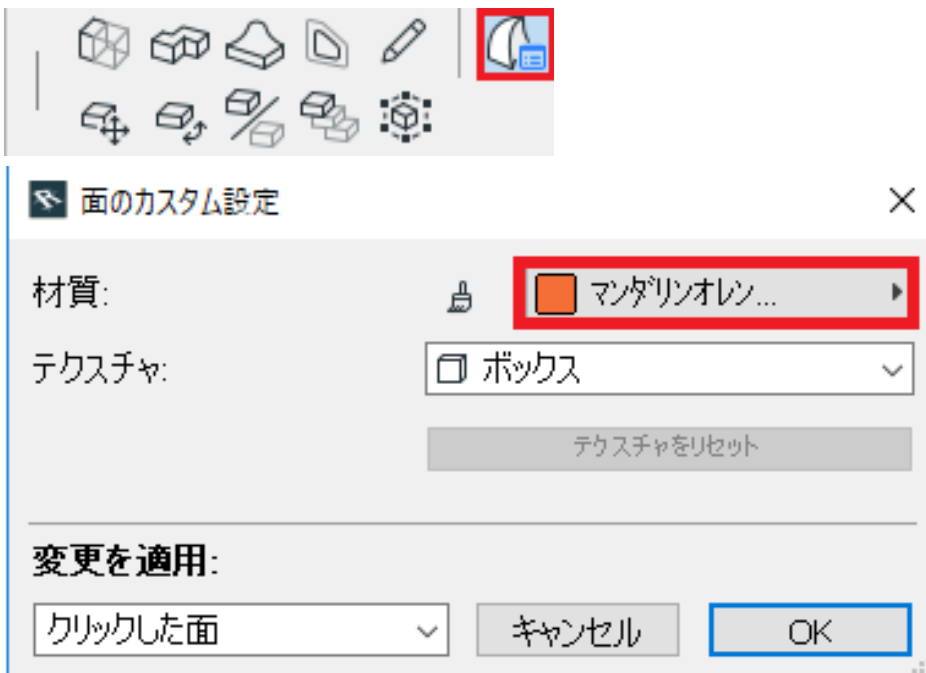 面のカスタム設定
材質:
マンダリンオレン...
テクスチャ:
ボックス
テクスチャをリセット
変更を適用:
クリックした面
キャンセル
OK